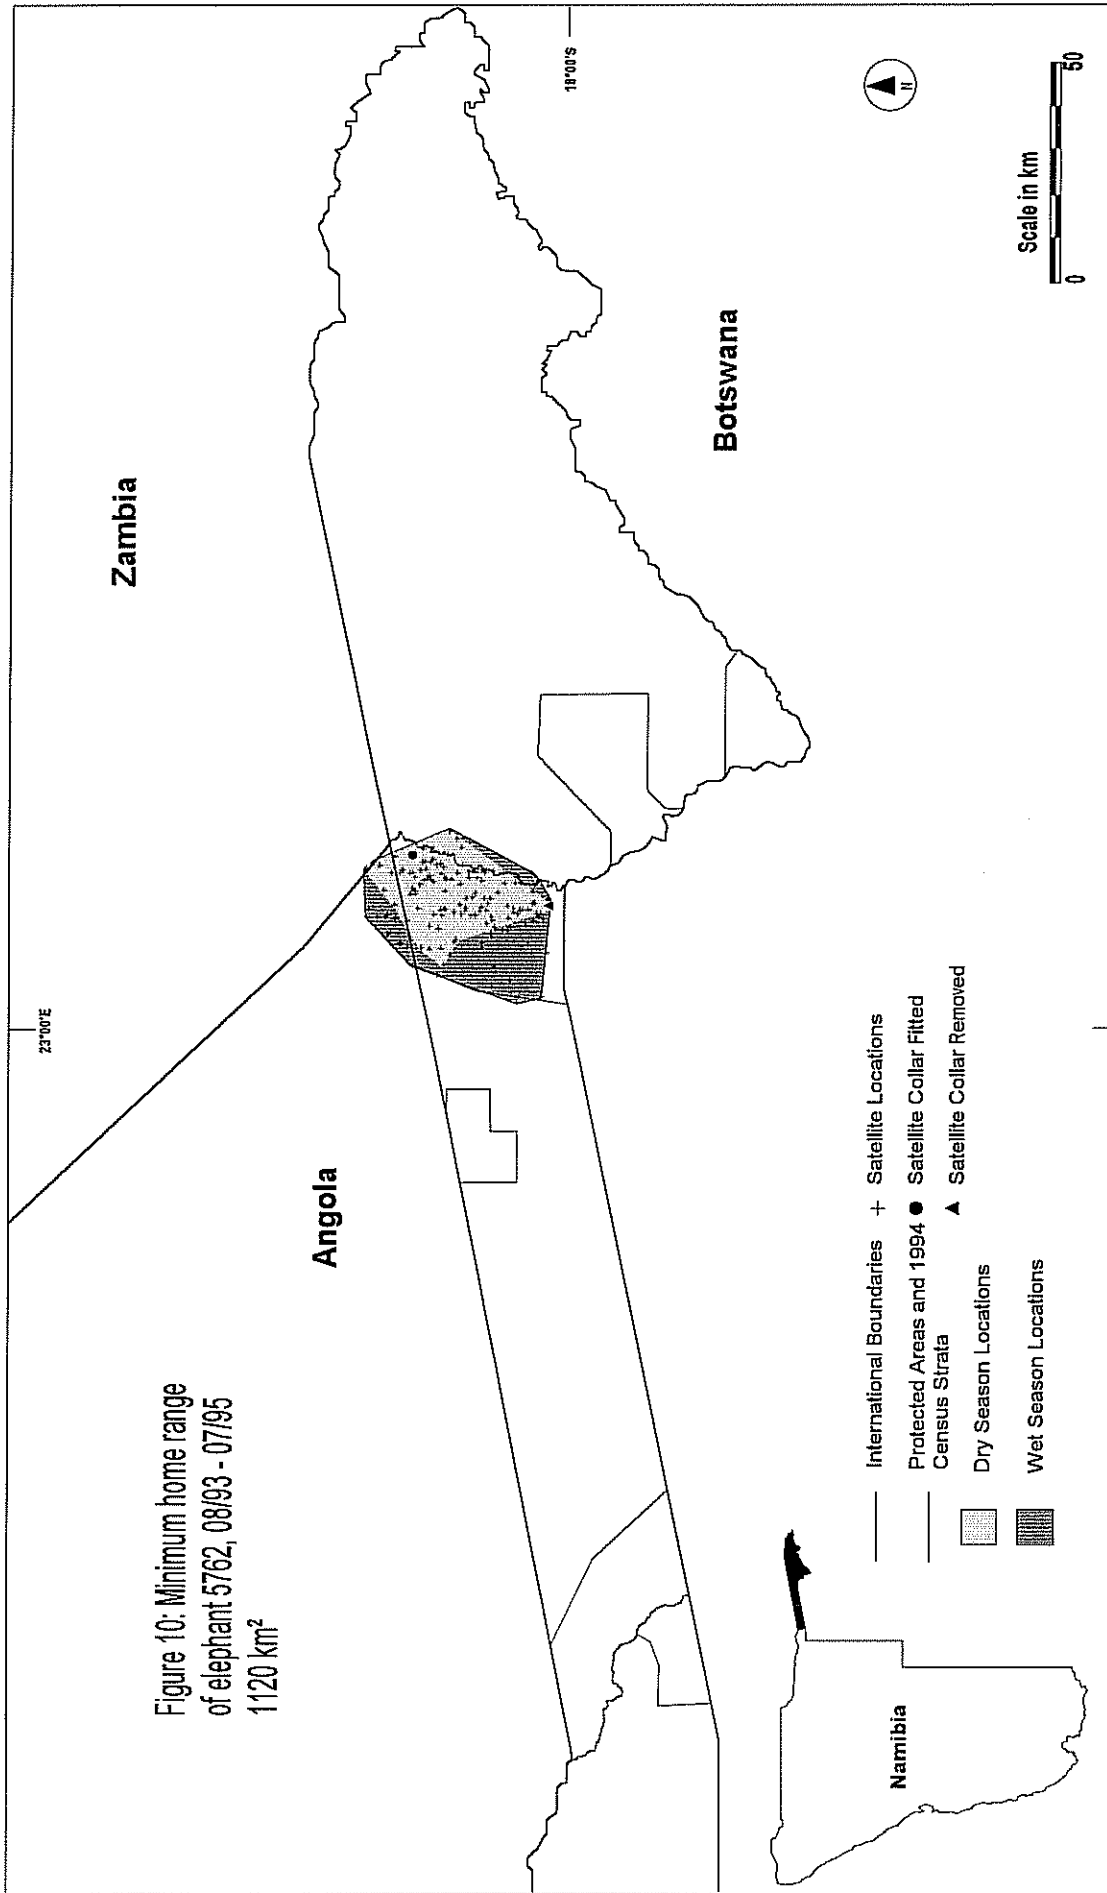 Figure 10: Minimum home range
of elephant 5762, 08/93 - 07/95
1120 km²
Zambia
Angola
Botswana
23°00'E
18°00'S
N
Scale in km
0
50
International Boundaries
Protected Areas and 1994
Census Strata
Dry Season Locations
Wet Season Locations
Satellite Locations
Satellite Collar Fitted
Satellite Collar Removed
Namibia